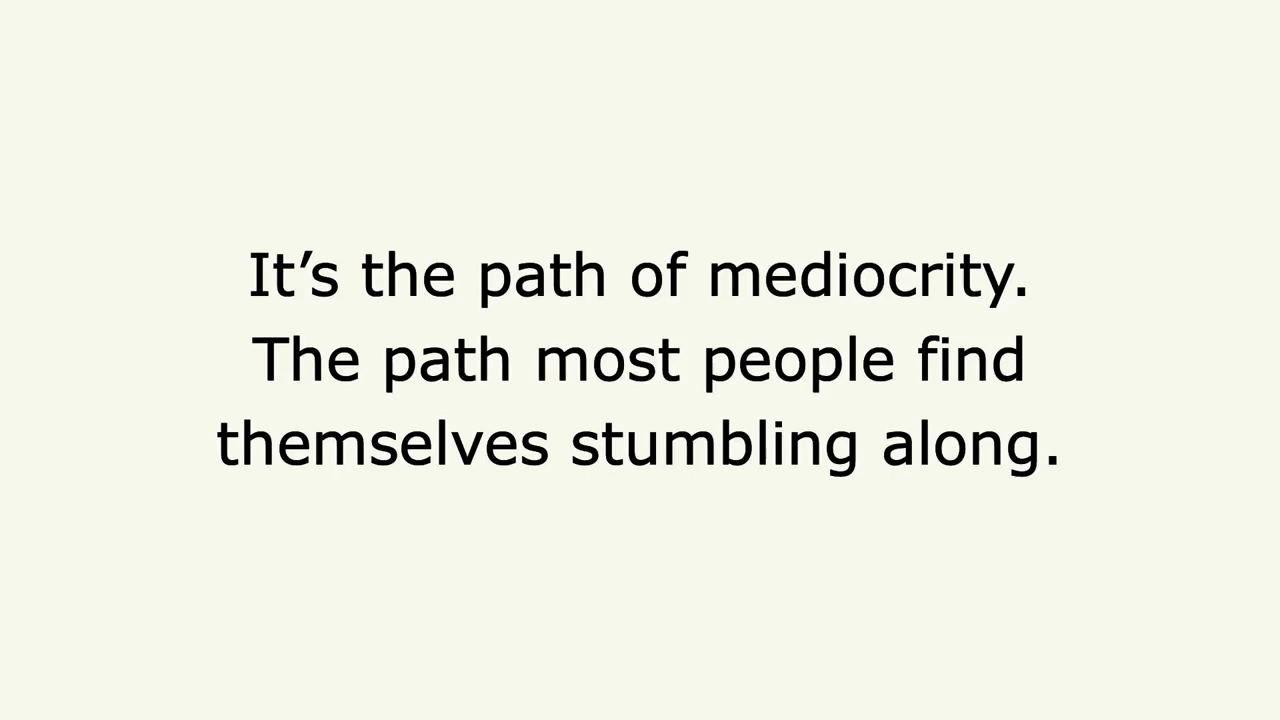 It’s the path of mediocrity.
The path most people find
themselves stumbling along.